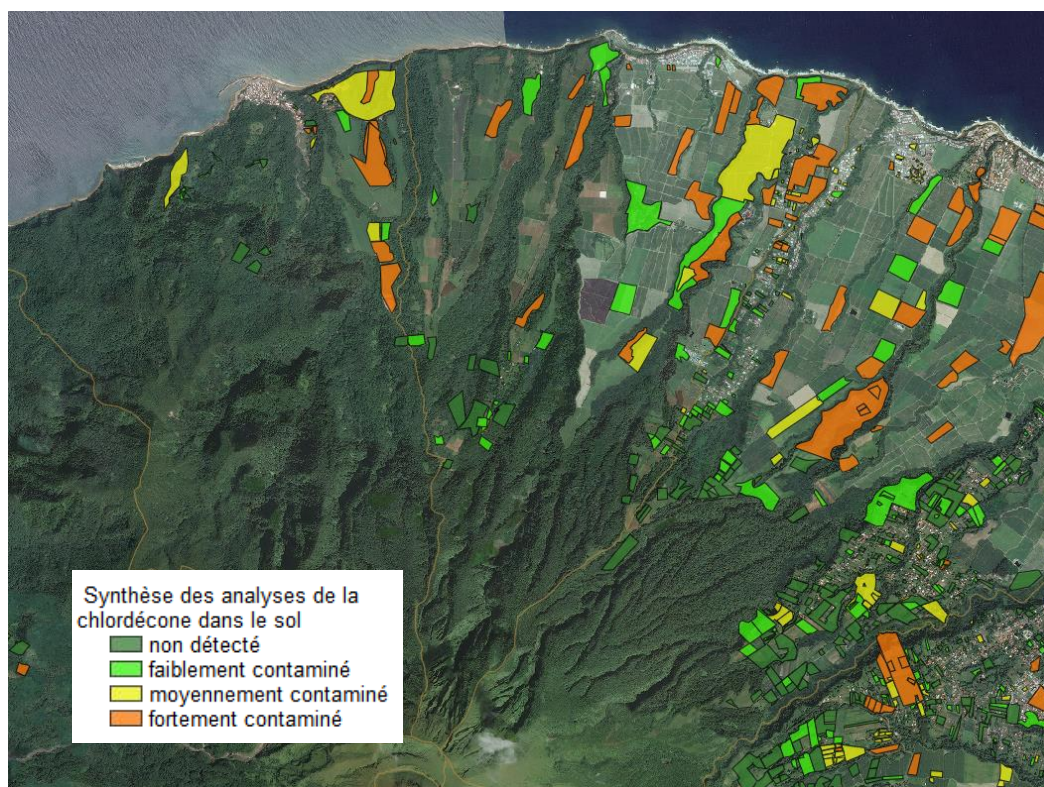 Synthèse des analyses de la
chlordécone dans le sol
non détecté
faiblement contaminé
moyennement contaminé
fortement contaminé